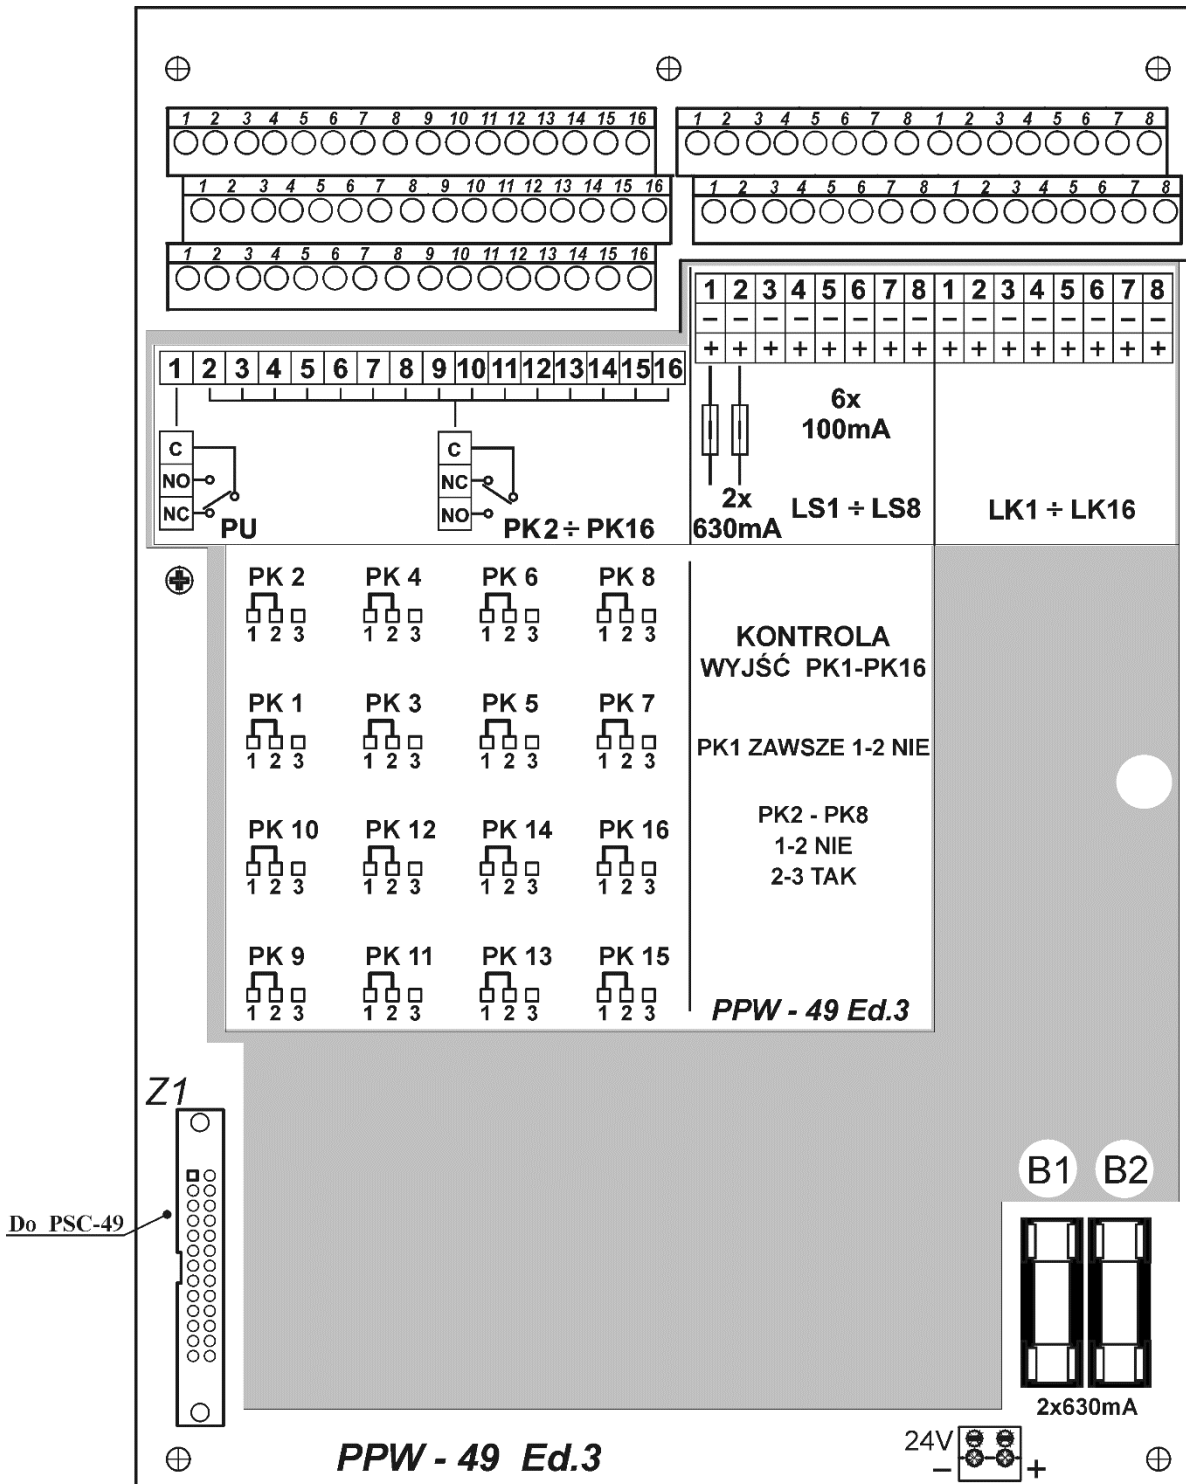 1 2 3 4 5 6 7 8 9 10 11 12 13 14 15 16
1 2 3 4 5 6 7 8 1 2 3 4 5 6 7 8
1 2 3 4 5 6 7 8 9 10 11 12 13 14 15 16
1 2 3 4 5 6 7 8 1 2 3 4 5 6 7 8
1 2 3 4 5 6 7 8 9 10 11 12 13 14 15 16
1 2 3 4 5 6 7 8 1 2 3 4 5 6 7 8
– – – – – – – – – – – – – – – –
+ + + + + + + + + + + + + + + +
1 2 3 4 5 6 7 8 9 10 11 12 13 14 15 16
C
NO
NC
PU
C
NC
NO
PK2 ÷ PK16
2x
630mA
6x
100mA
LS1 ÷ LS8
LK1 ÷ LK16
PK 2 PK 4 PK 6 PK 8
1 2 3 1 2 3 1 2 3 1 2 3
PK 1 PK 3 PK 5 PK 7
1 2 3 1 2 3 1 2 3 1 2 3
PK 10 PK 12 PK 14 PK 16
1 2 3 1 2 3 1 2 3 1 2 3
PK 9 PK 11 PK 13 PK 15
1 2 3 1 2 3 1 2 3 1 2 3
KONTROLA
WYJŚĆ PK1-PK16
PK1 ZAWSZE 1-2 NIE
PK2 - PK8
1-2 NIE
2-3 TAK
PPW - 49 Ed.3
Z1
Do PSC-49
B1 B2
2x630mA
24V
– +
PPW - 49 Ed.3